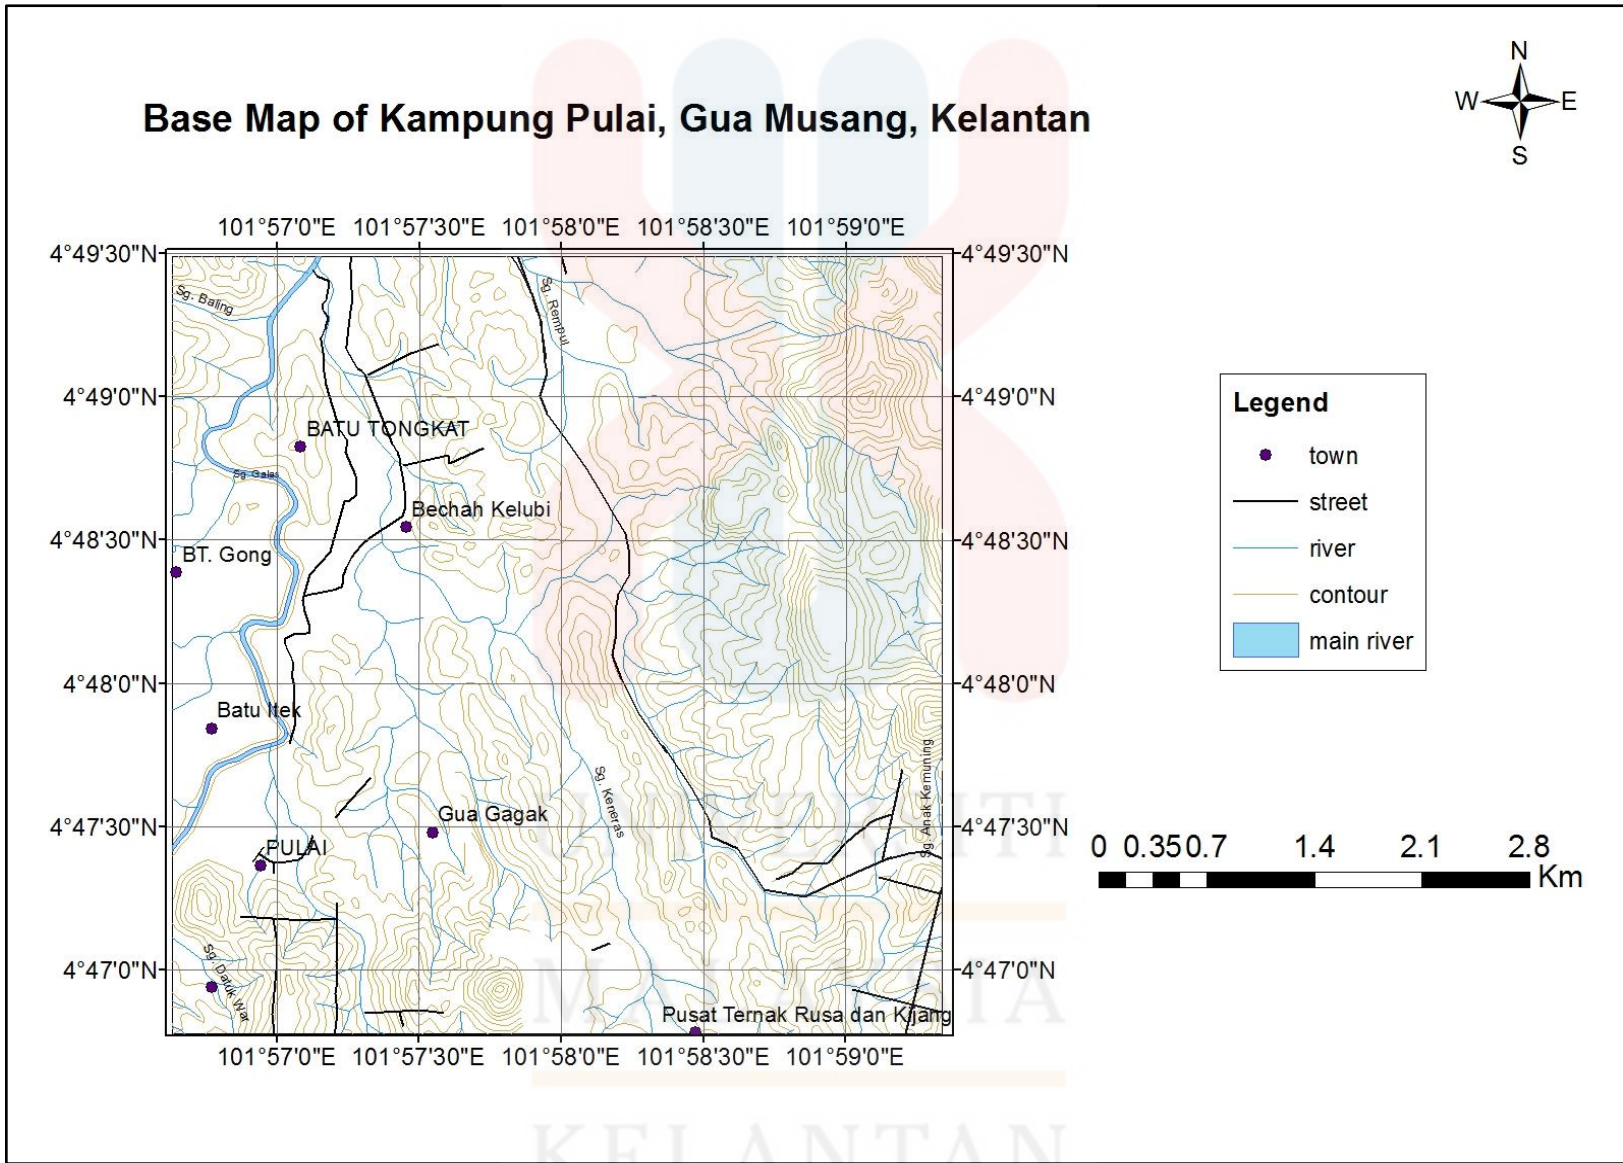 N
W E
S
Base Map of Kampung Pulai, Gua Musang, Kelantan
101°57'0"E 101°57'30"E 101°58'0"E 101°58'30"E 101°59'0"E
4°49'30"N 4°49'30"N
Sg. Baling
Sg. Rempul
4°49'0"N 4°49'0"N
BATU TONGKAT
Sg. Galas
Bechah Kelubi
4°48'30"N 4°48'30"N
BT. Gong
4°48'0"N 4°48'0"N
Batu Itek
Sg. Keneras
Sg. Anak Kemuning
Gua Gagak
4°47'30"N 4°47'30"N
PULAI
Sg. Datuk War
4°47'0"N 4°47'0"N
Pusat Ternak Rusa dan Kijang
101°57'0"E 101°57'30"E 101°58'0"E 101°58'30"E 101°59'0"E
Legend
town
street
river
contour
main river
0 0.35 0.7 1.4 2.1 2.8
Km
UNIVERSITI
MALAYSIA
KELANTAN